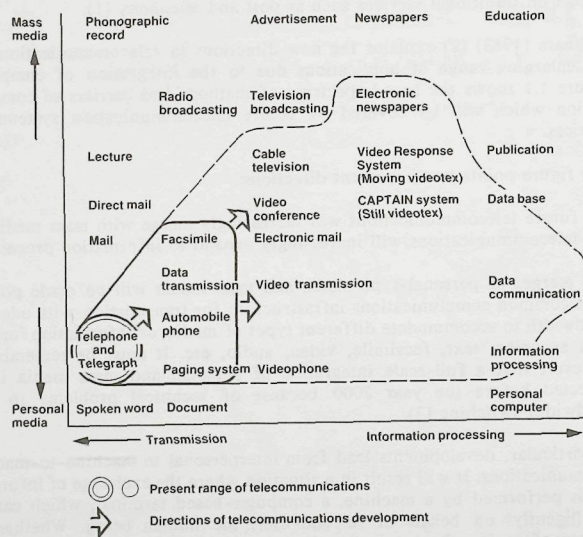 Mass
media
Phonographic
record
Advertisement
Newspapers
Education
Radio
broadcasting
Television
broadcasting
Electronic
newspapers
Lecture
Cable
television
Video Response
System
(Moving videotex)
Publication
Direct mail
Video
conference
CAPTAIN system
(Still videotex)
Data base
Mail
Facsimile
Electronic mail
Data
transmission
Video transmission
Data
communication
Automobile
phone
Telephone
and
Telegraph
Information
processing
Paging system
Videophone
Personal
media
Spoken word
Document
Personal
computer
Transmission
Information processing
Present range of telecommunications
Directions of telecommunications development